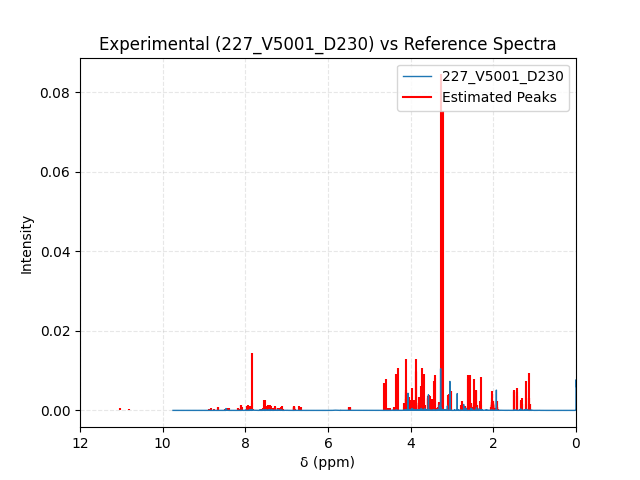 Experimental (227_V5001_D230) vs Reference Spectra
227_V5001_D230
Estimated Peaks
Intensity
0.08
0.06
0.04
0.02
0.00
12
10
8
6
4
2
0
δ (ppm)